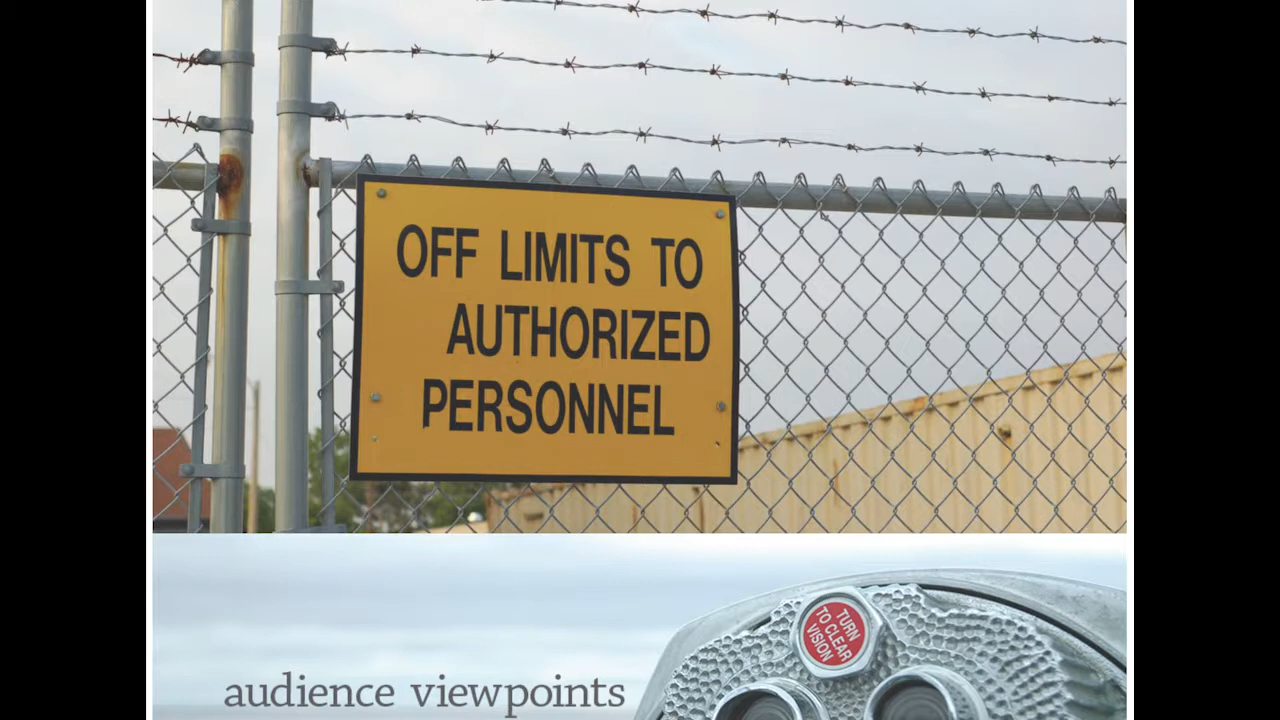 OFF LIMITS TO
AUTHORIZED
PERSONNEL
TURN
TO CLEAR
VISION
audience viewpoints